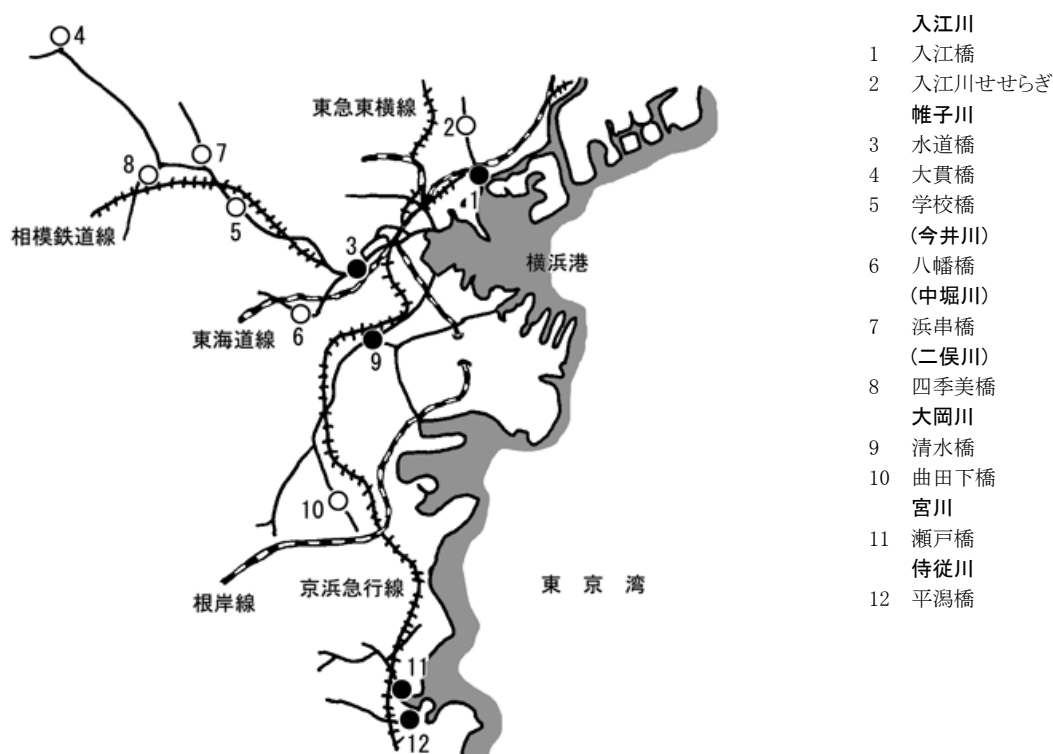 4
東急東横線
2
7
8
1
5
相模鉄道線
3
横浜港
6
東海道線
9
10
京浜急行線
根岸線
東京湾
11
12
入江川
1 入江橋
2 入江川せせらぎ
帷子川
3 水道橋
4 大貫橋
5 学校橋
(今井川)
6 八幡橋
(中堀川)
7 浜串橋
(二俣川)
8 四季美橋
大岡川
9 清水橋
10 曲田下橋
宮川
11 瀬戸橋
侍従川
12 平潟橋